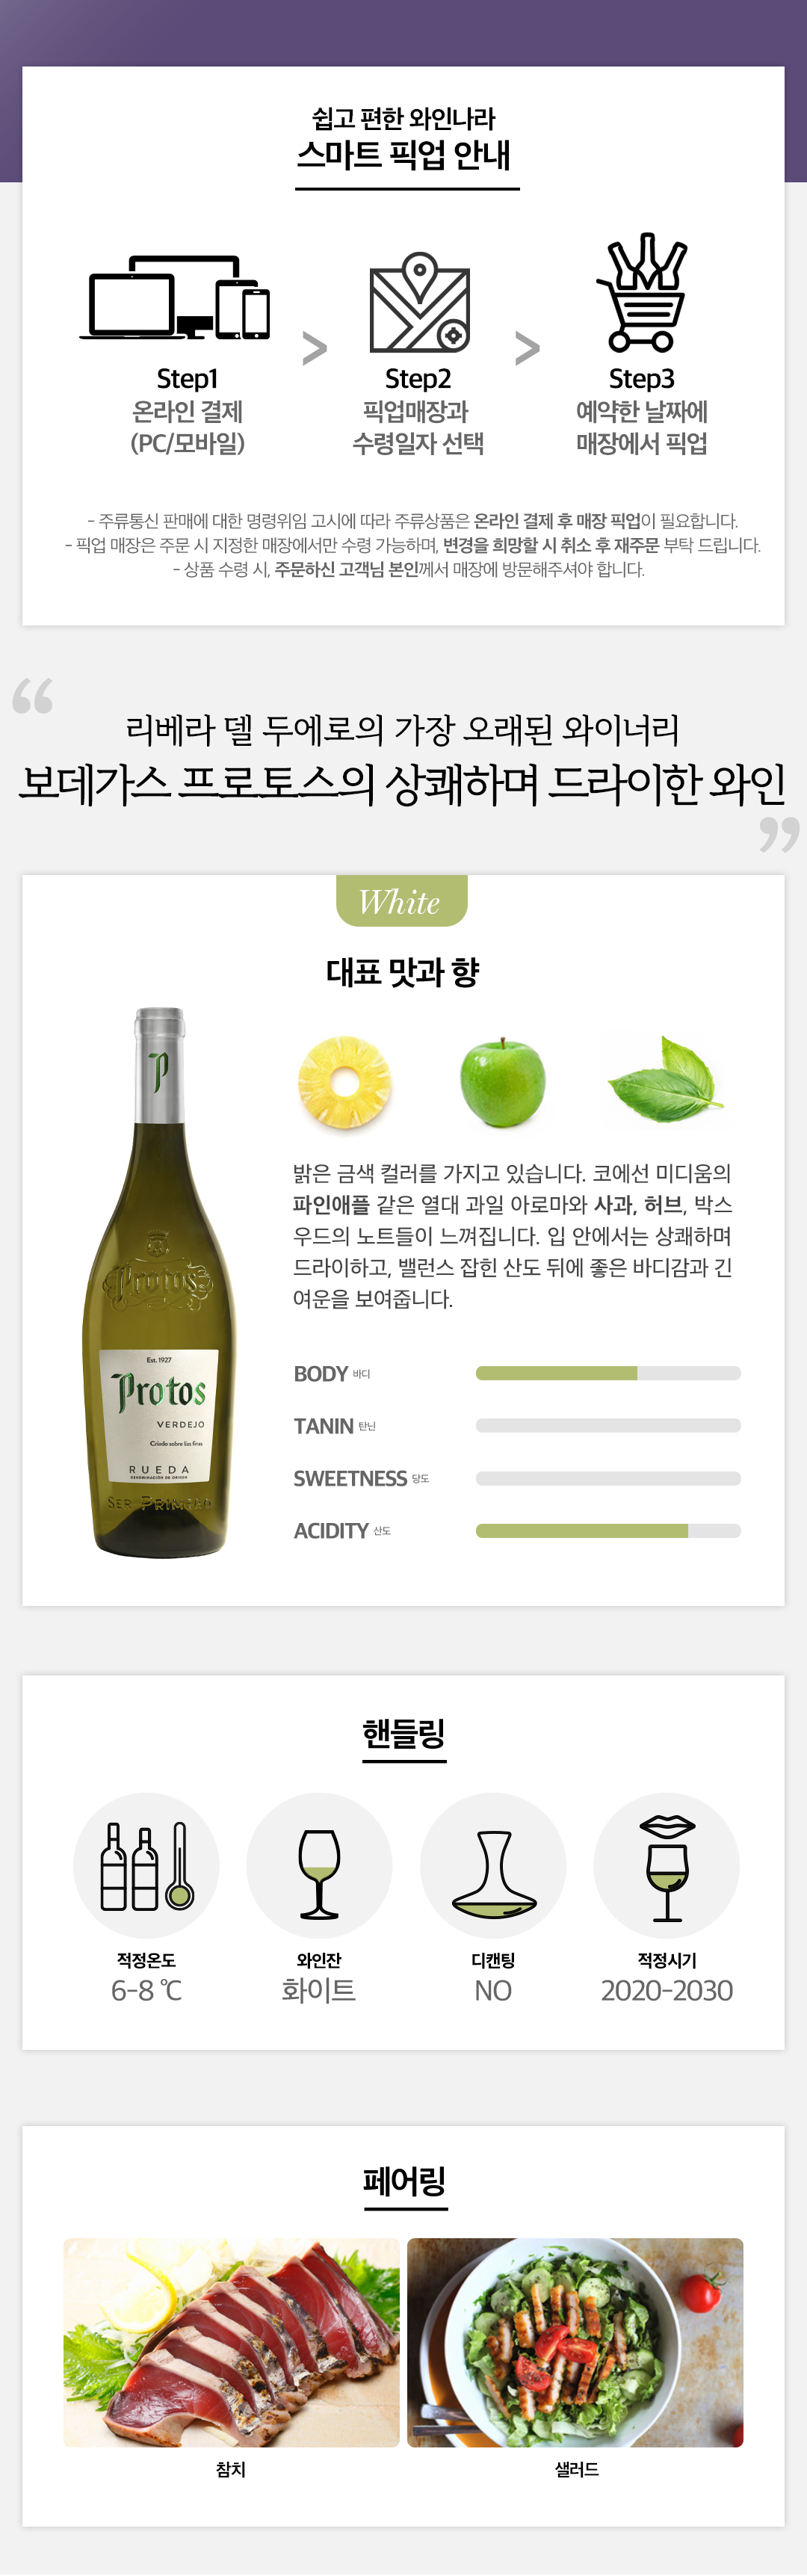 쉽고 편한 와인나라
스마트 픽업 안내
>
>
Step1
온라인 결제
(PC/모바일)
Step2
픽업매장과
수령일자 선택
Step3
예약한 날짜에
매장에서 픽업
- 주류통신 판매에 대한 명령위임 고시에 따라 주류상품은 온라인 결제 후 매장 픽업이 필요합니다.
- 픽업 매장은 주문 시 지정한 매장에서만 수령 가능하며, 변경을 희망할 시 취소 후 재주문 부탁 드립니다.
- 상품 수령 시, 주문하신 고객님 본인께서 매장에 방문해주셔야 합니다.
“
리베라 델 두에로의 가장 오래된 와이너리
보데가스 프로토스의 상쾌하며 드라이한 와인
”
White
대표 맛과 향
P
Protos
Est. 1927
Protos
VERDEJO
Criado sobre lías finas
RUEDA
DENOMINACIÓN DE ORIGEN
SER PRIMERO
밝은 금색 컬러를 가지고 있습니다. 코에선 미디움의
파인애플 같은 열대 과일 아로마와 사과, 허브, 박스
우드의 노트들이 느껴집니다. 입 안에서는 상쾌하며
드라이하고, 밸런스 잡힌 산도 뒤에 좋은 바디감과 긴
여운을 보여줍니다.
BODY 바디
TANIN 탄닌
SWEETNESS 당도
ACIDITY 산도
핸들링
적정온도
6-8 ℃
와인잔
화이트
디캔팅
NO
적정시기
2020-2030
페어링
참치
샐러드